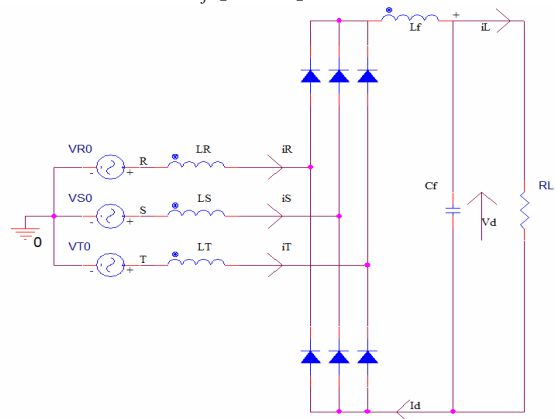 +
Lf
iL
VR0
R
LR
iR
- +
VS0
S
LS
iS
- +
0
VT0
T
LT
iT
- +
Cf
Vd
RL
Id